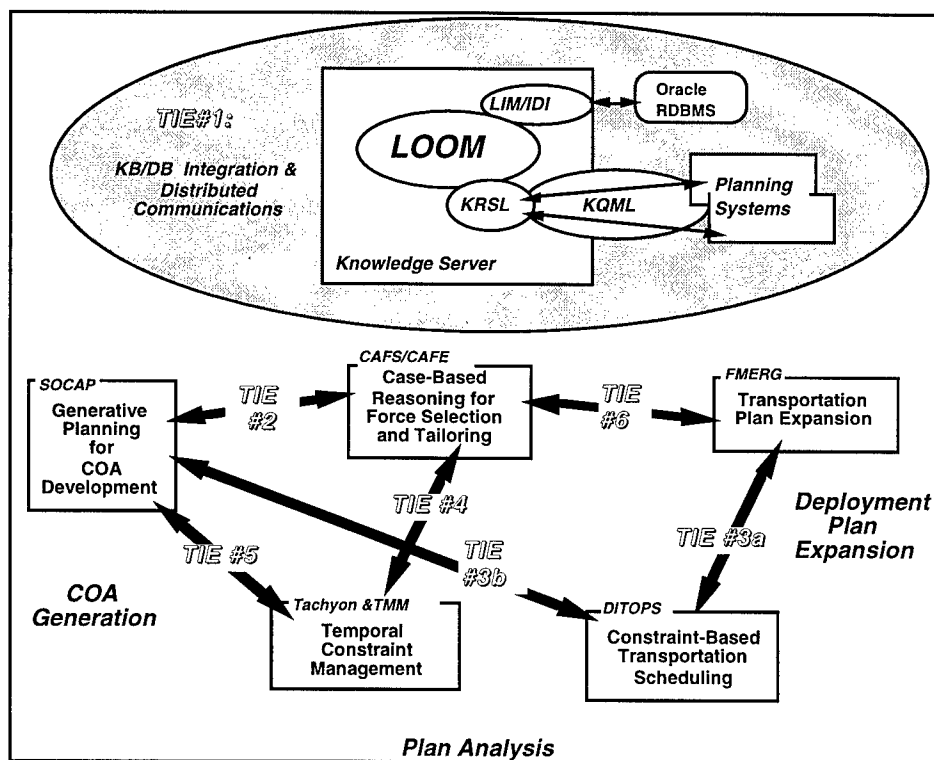 LIM/IDI
Oracle
RDBMS
TIE#1:
KB/DB Integration &
Distributed
Communications
LOOM
KRSL
KQML
Planning
Systems
Knowledge Server
SOCAP
Generative
Planning
for
COA
Development
TIE
#2
CAFS/CAFE
Case-Based
Reasoning for
Force Selection
and Tailoring
TIE
#6
FMERG
Transportation
Plan Expansion
TIE #5
TIE #4
TIE
#3b
TIE #3a
Deployment
Plan
Expansion
COA
Generation
Tachyon &TMM
Temporal
Constraint
Management
DITOPS
Constraint-Based
Transportation
Scheduling
Plan Analysis